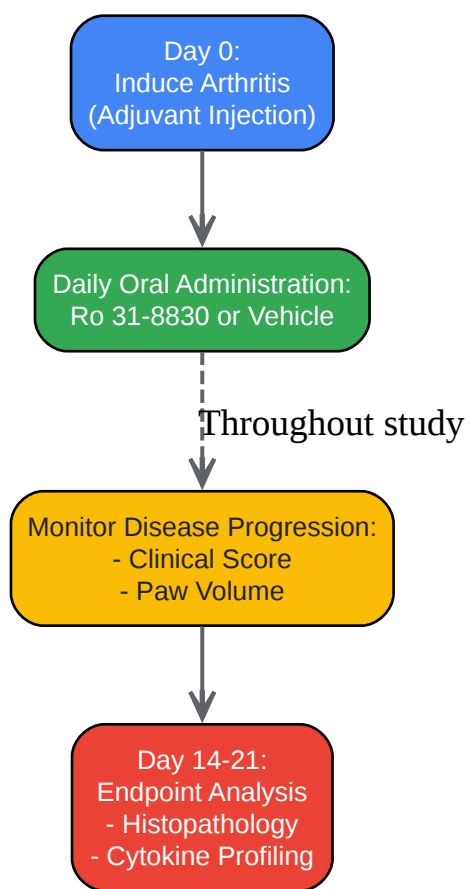 Day 0:
Induce Arthritis
(Adjuvant Injection)
Daily Oral Administration:
Ro 31-8830 or Vehicle
Throughout study
Monitor Disease Progression:
- Clinical Score
- Paw Volume
Day 14-21:
Endpoint Analysis
- Histopathology
- Cytokine Profiling